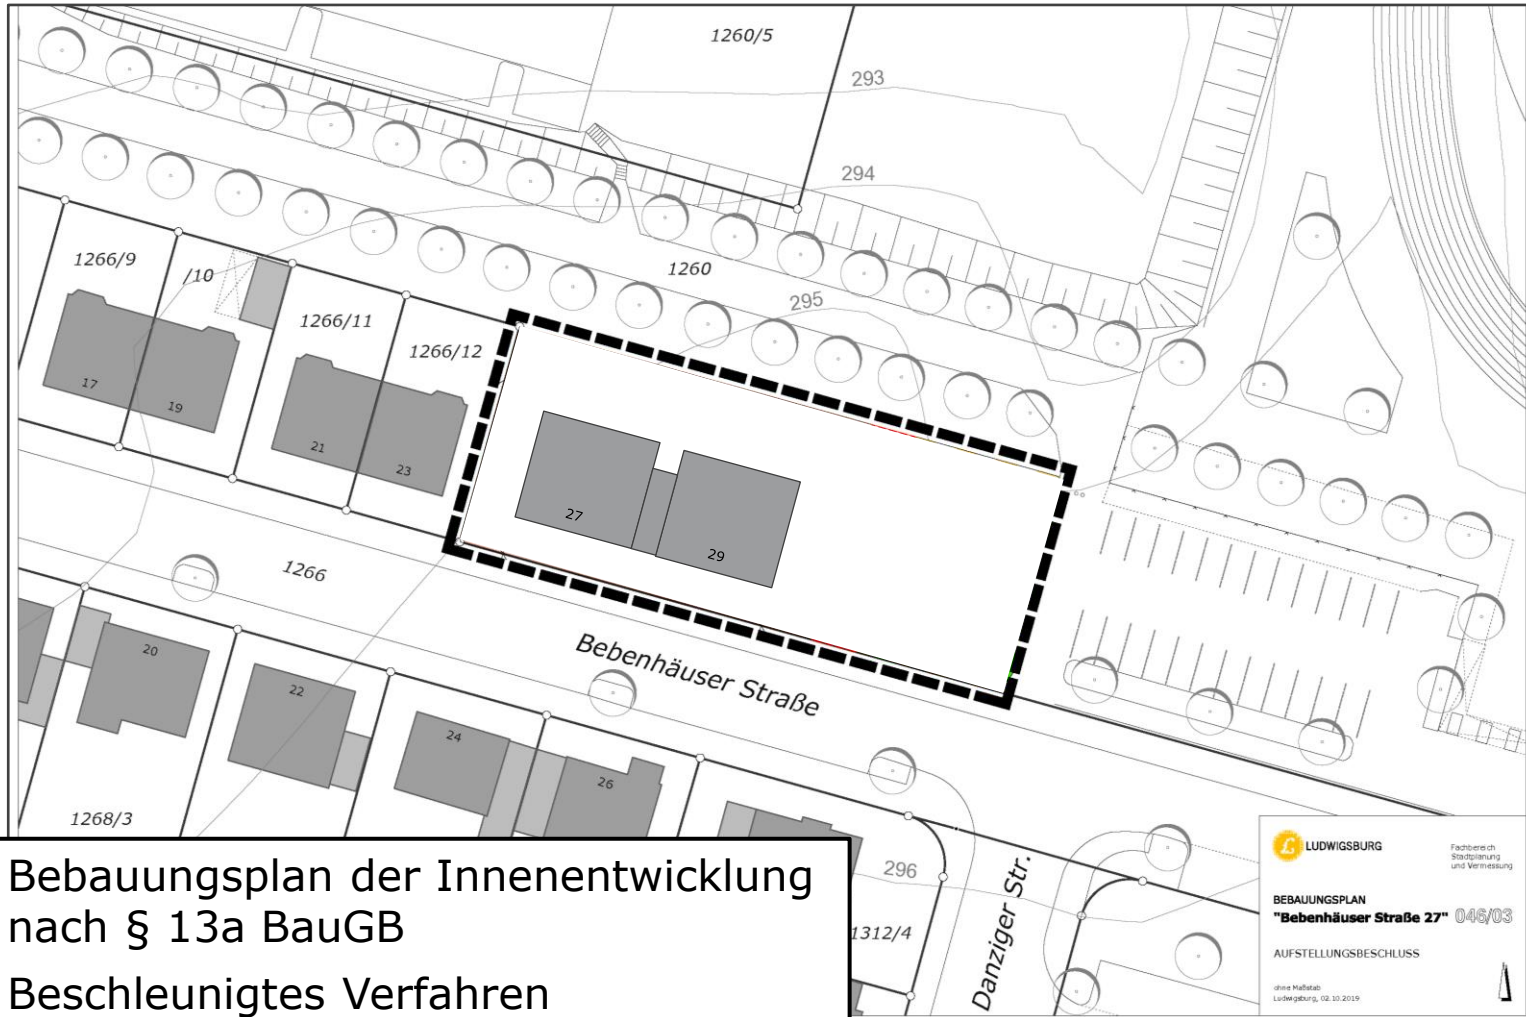 1260/5
293
294
1260
295
1266/9
/10
1266/11
1266/12
17
19
21
23
27
29
1266
Bebenhäuser Straße
20
22
24
26
1268/3
296
1312/4
Danziger Str.
Bebauungsplan der Innenentwicklung
nach § 13a BauGB
Beschleunigtes Verfahren
LUDWIGSBURG
Fachbereich
Stadtplanung
und Vermessung
BEBAUUNGSPLAN
"Bebenhäuser Straße 27" 046/03
AUFSTELLUNGSBESCHLUSS
ohne Maßstab
Ludwigsburg, 02.10.2019